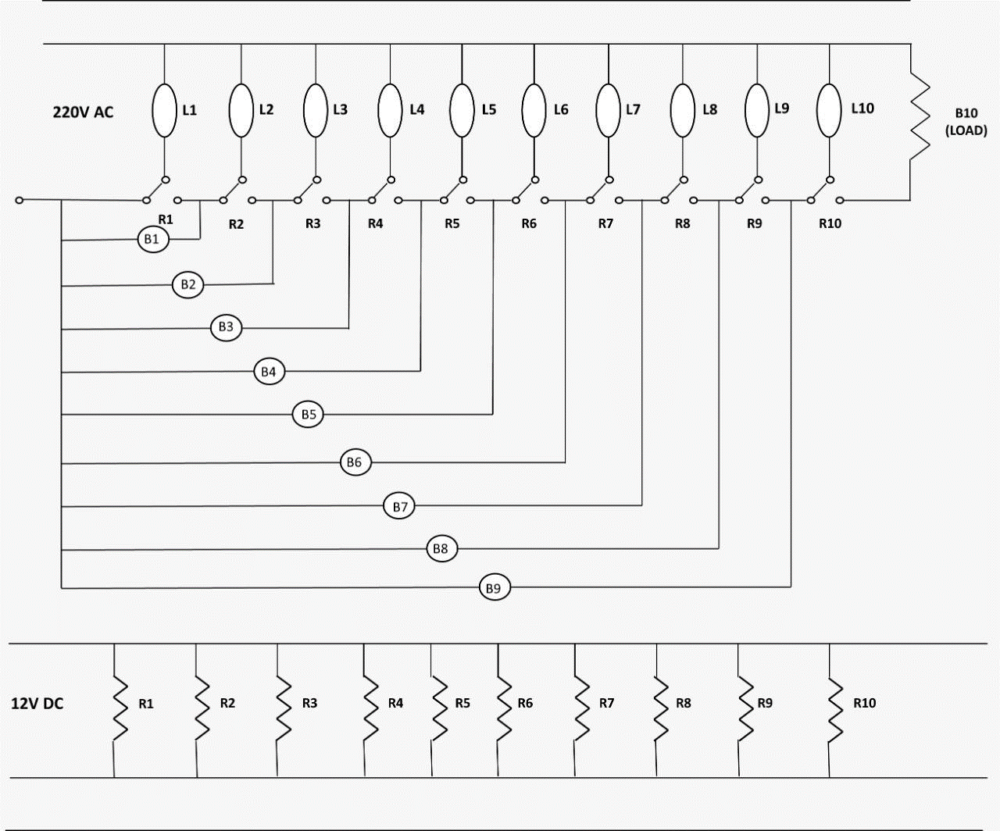 220V AC
L1 L2 L3 L4 L5 L6 L7 L8 L9 L10
B10
(LOAD)
R1 R2 R3 R4 R5 R6 R7 R8 R9 R10
B1
B2
B3
B4
B5
B6
B7
B8
B9
12V DC R1 R2 R3 R4 R5 R6 R7 R8 R9 R10